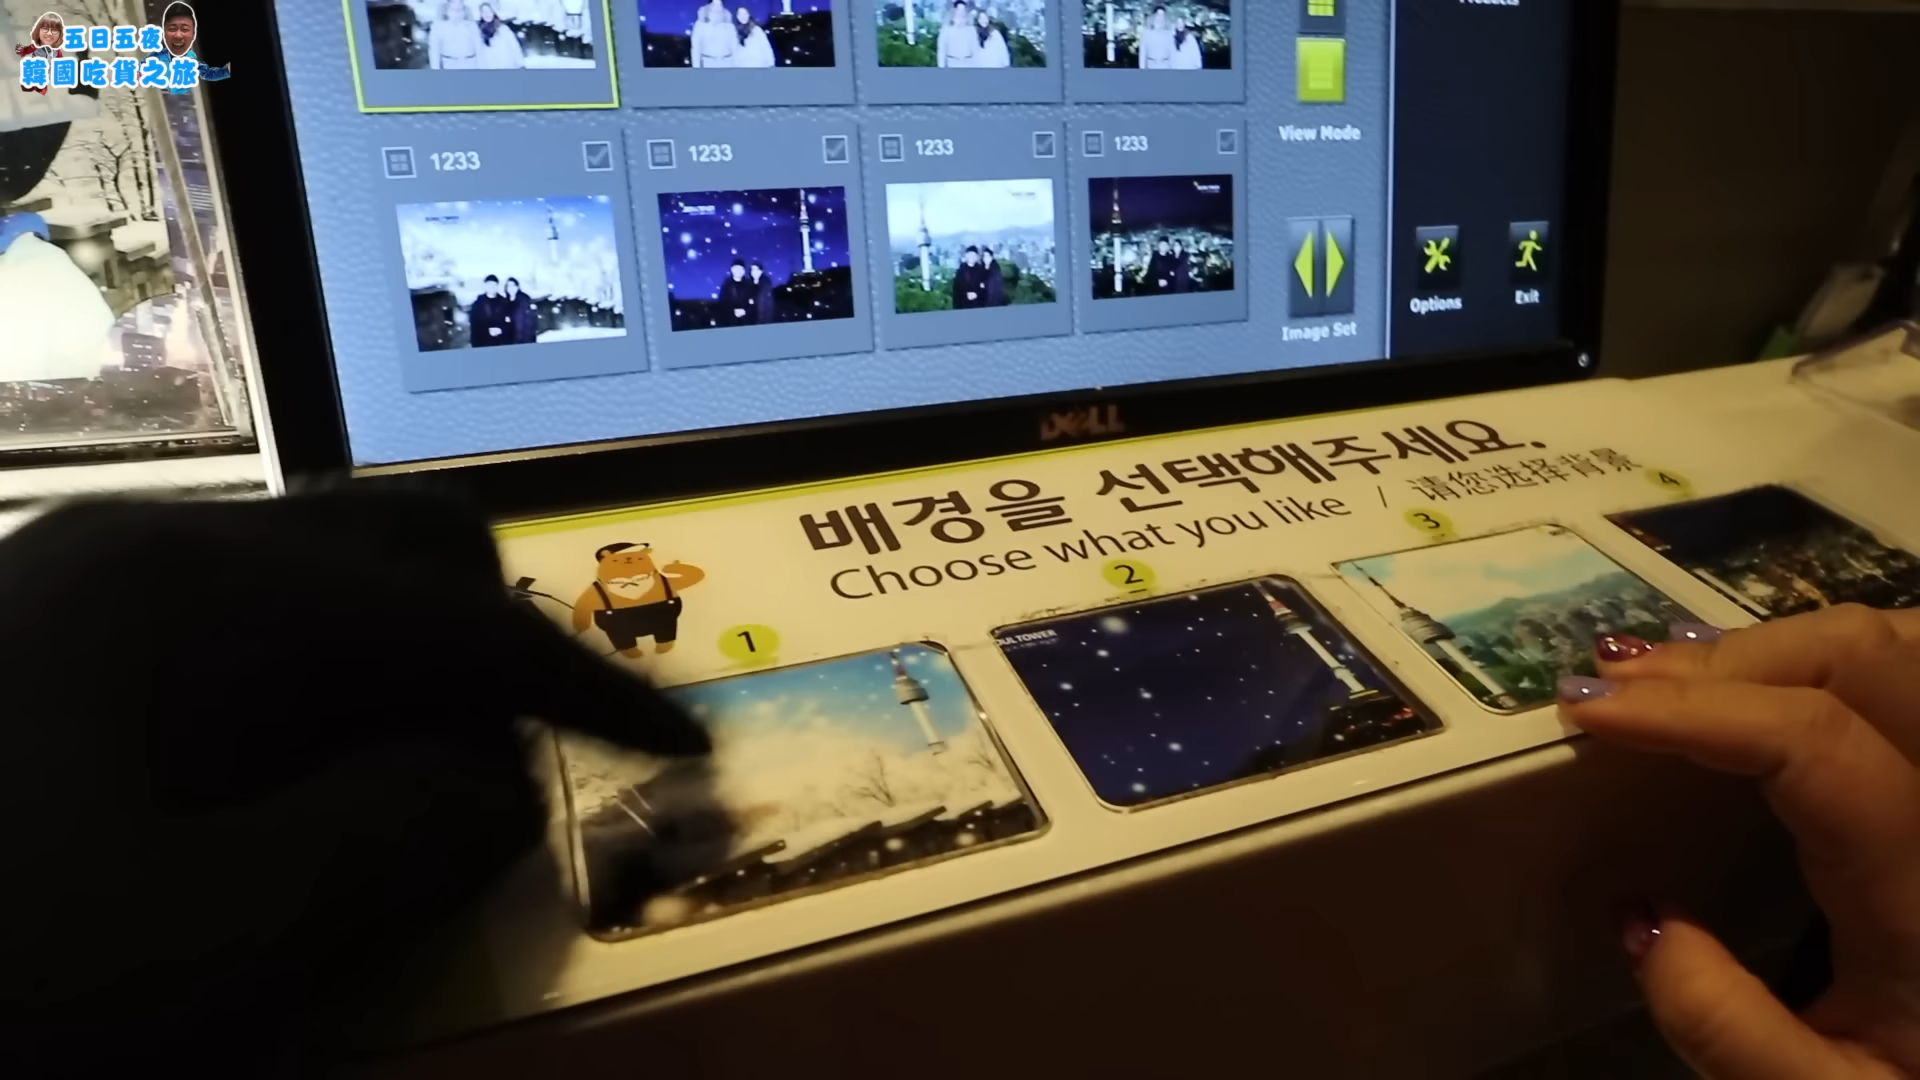 五日五夜
韓國吃貨之旅
1233
1233
1233
1233
View Mode
Image Set
Options
Exit
DELL
배경을 선택해주세요.
Choose what you like / 请您选择背景
1
2
3
4
OUL TOWER